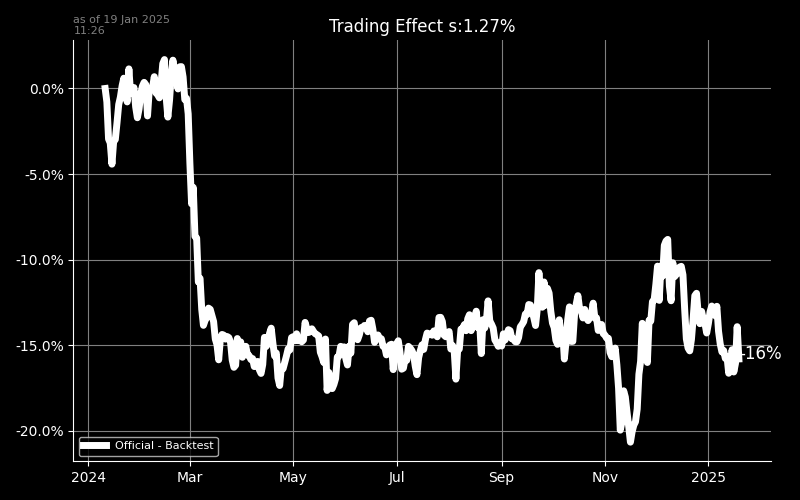 as of 19 Jan 2025
11:26
Trading Effect s:1.27%
0.0%
-5.0%
-10.0%
-15.0%
-20.0%
-16%
Official - Backtest
2024 Mar May Jul Sep Nov 2025